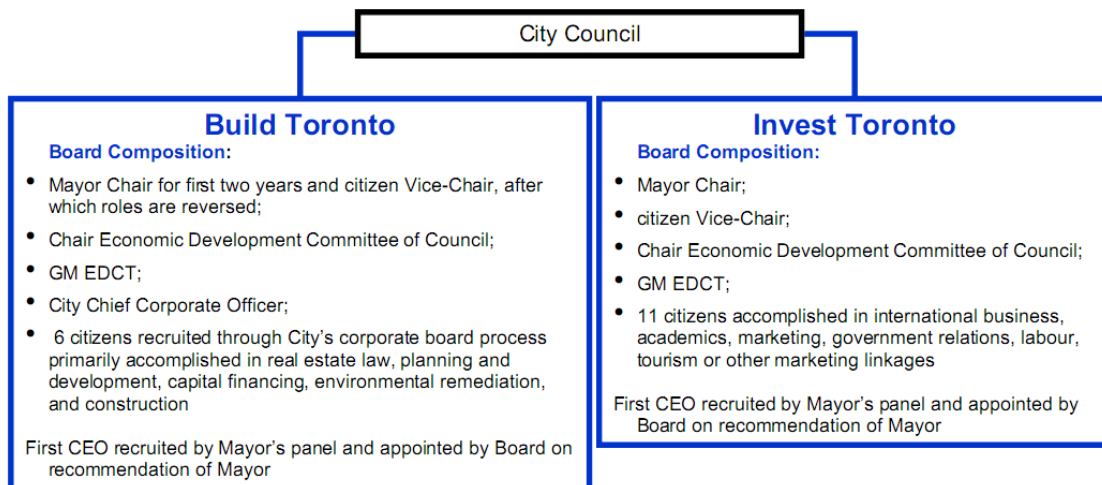 City Council
Build Toronto
Board Composition:
• Mayor Chair for first two years and citizen Vice-Chair, after
which roles are reversed;
• Chair Economic Development Committee of Council;
• GM EDCT;
• City Chief Corporate Officer;
• 6 citizens recruited through City's corporate board process
primarily accomplished in real estate law, planning and
development, capital financing, environmental remediation,
and construction
First CEO recruited by Mayor's panel and appointed by Board on
recommendation of Mayor
Invest Toronto
Board Composition:
• Mayor Chair;
• citizen Vice-Chair;
• Chair Economic Development Committee of Council;
• GM EDCT;
• 11 citizens accomplished in international business,
academics, marketing, government relations, labour,
tourism or other marketing linkages
First CEO recruited by Mayor's panel and appointed by
Board on recommendation of Mayor